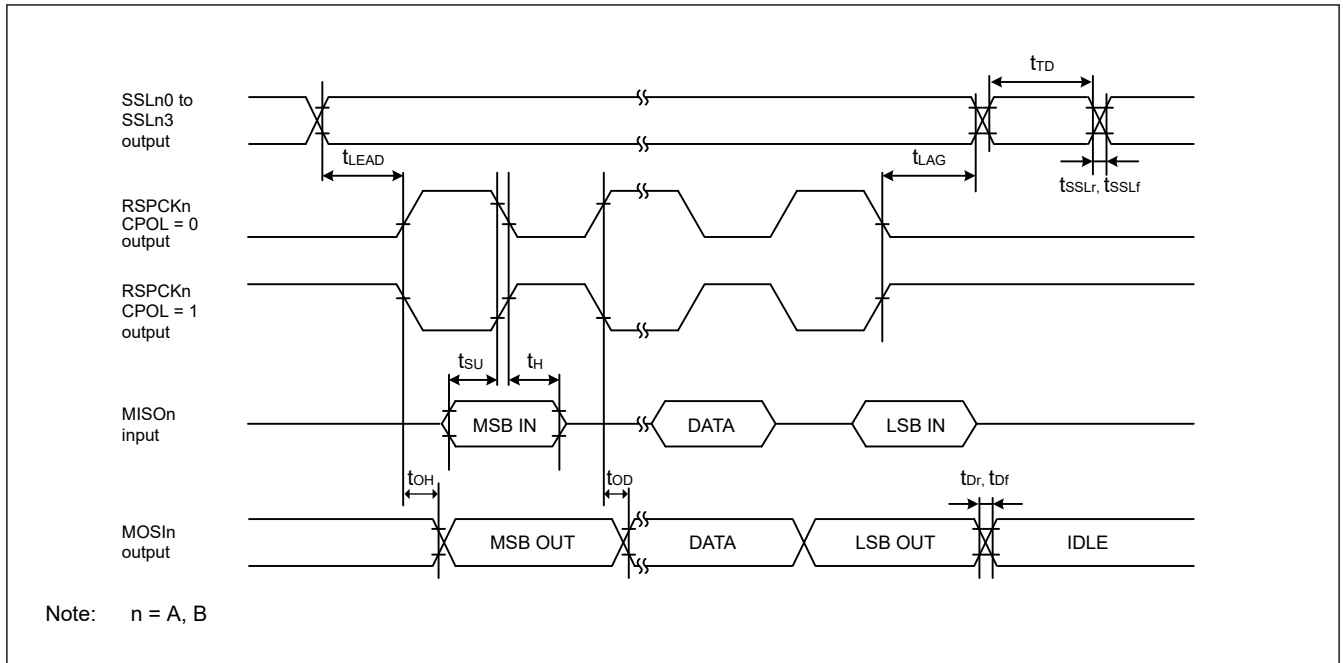 tTD
SSLn0 to
SSLn3
output
tLEAD
tLAG
tSSLr, tSSLf
RSPCKn
CPOL = 0
output
RSPCKn
CPOL = 1
output
tSU
tH
MISOn
input
MSB IN
DATA
LSB IN
tOH
tOD
tDr, tDf
MOSIn
output
MSB OUT
DATA
LSB OUT
IDLE
Note: n = A, B